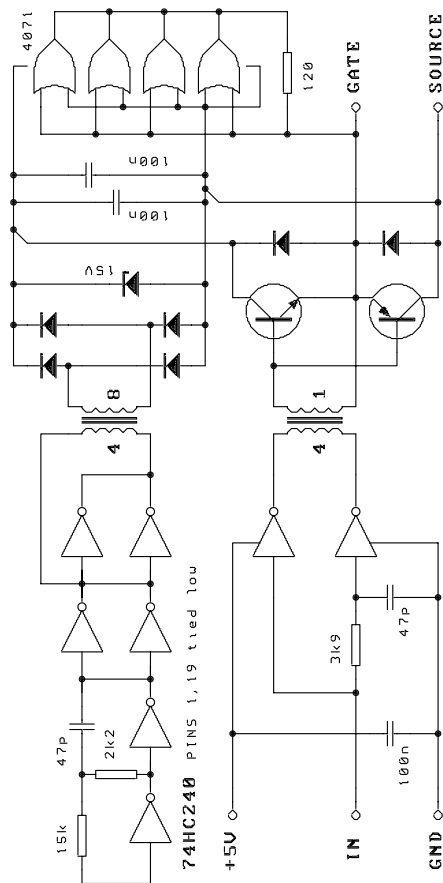 4071
120
GATE
SOURCE
100n
100n
15V
8
4
1
4
PINS 1,19 tied low
47p
2k2
15k
74HC240
3k9
47p
100n
+5V
IN
GND